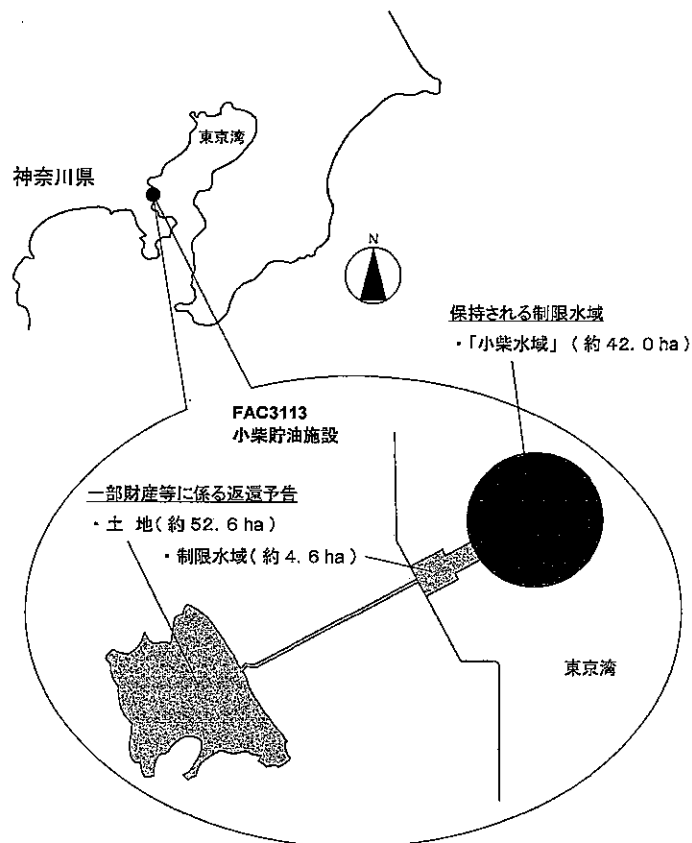 東京湾
神奈川県
N
保持される制限水域
・「小柴水域」（約42.0ha）
FAC3113
小柴貯油施設
一部財産等に係る返還予告
・土 地（約52.6ha）
・制限水域（約4.6ha）
東京湾